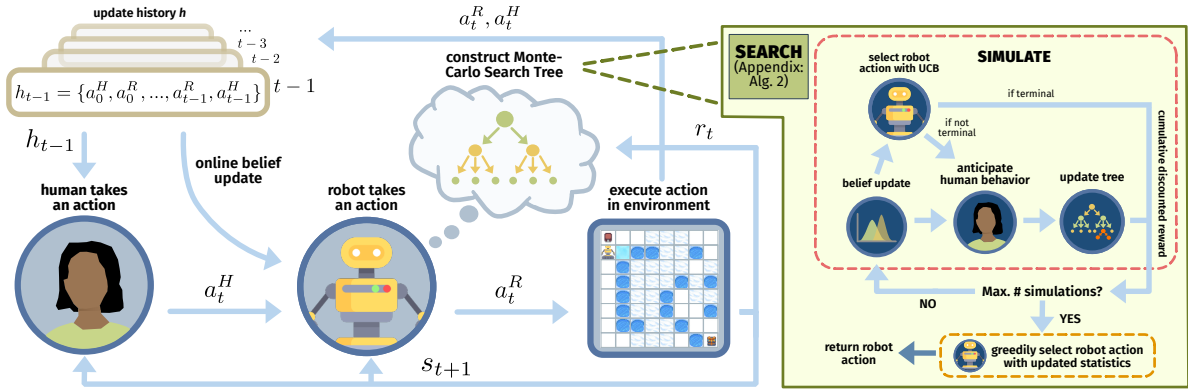 update history h
...
t − 3
t − 2
t − 1
h_{t−1} = {a_0^H, a_0^R, ..., a_{t−1}^R, a_{t−1}^H}
a_t^R, a_t^H
construct Monte-
Carlo Search Tree
h_{t−1}
online belief
update
r_t
human takes
an action
robot takes
an action
execute action
in environment
a_t^H
a_t^R
s_{t+1}
SEARCH
(Appendix:
Alg. 2)
SIMULATE
select robot
action with UCB
if terminal
if not
terminal
cumulative discounted reward
belief update
anticipate
human behavior
update tree
NO
Max. # simulations?
YES
return robot
action
greedily select robot action
with updated statistics